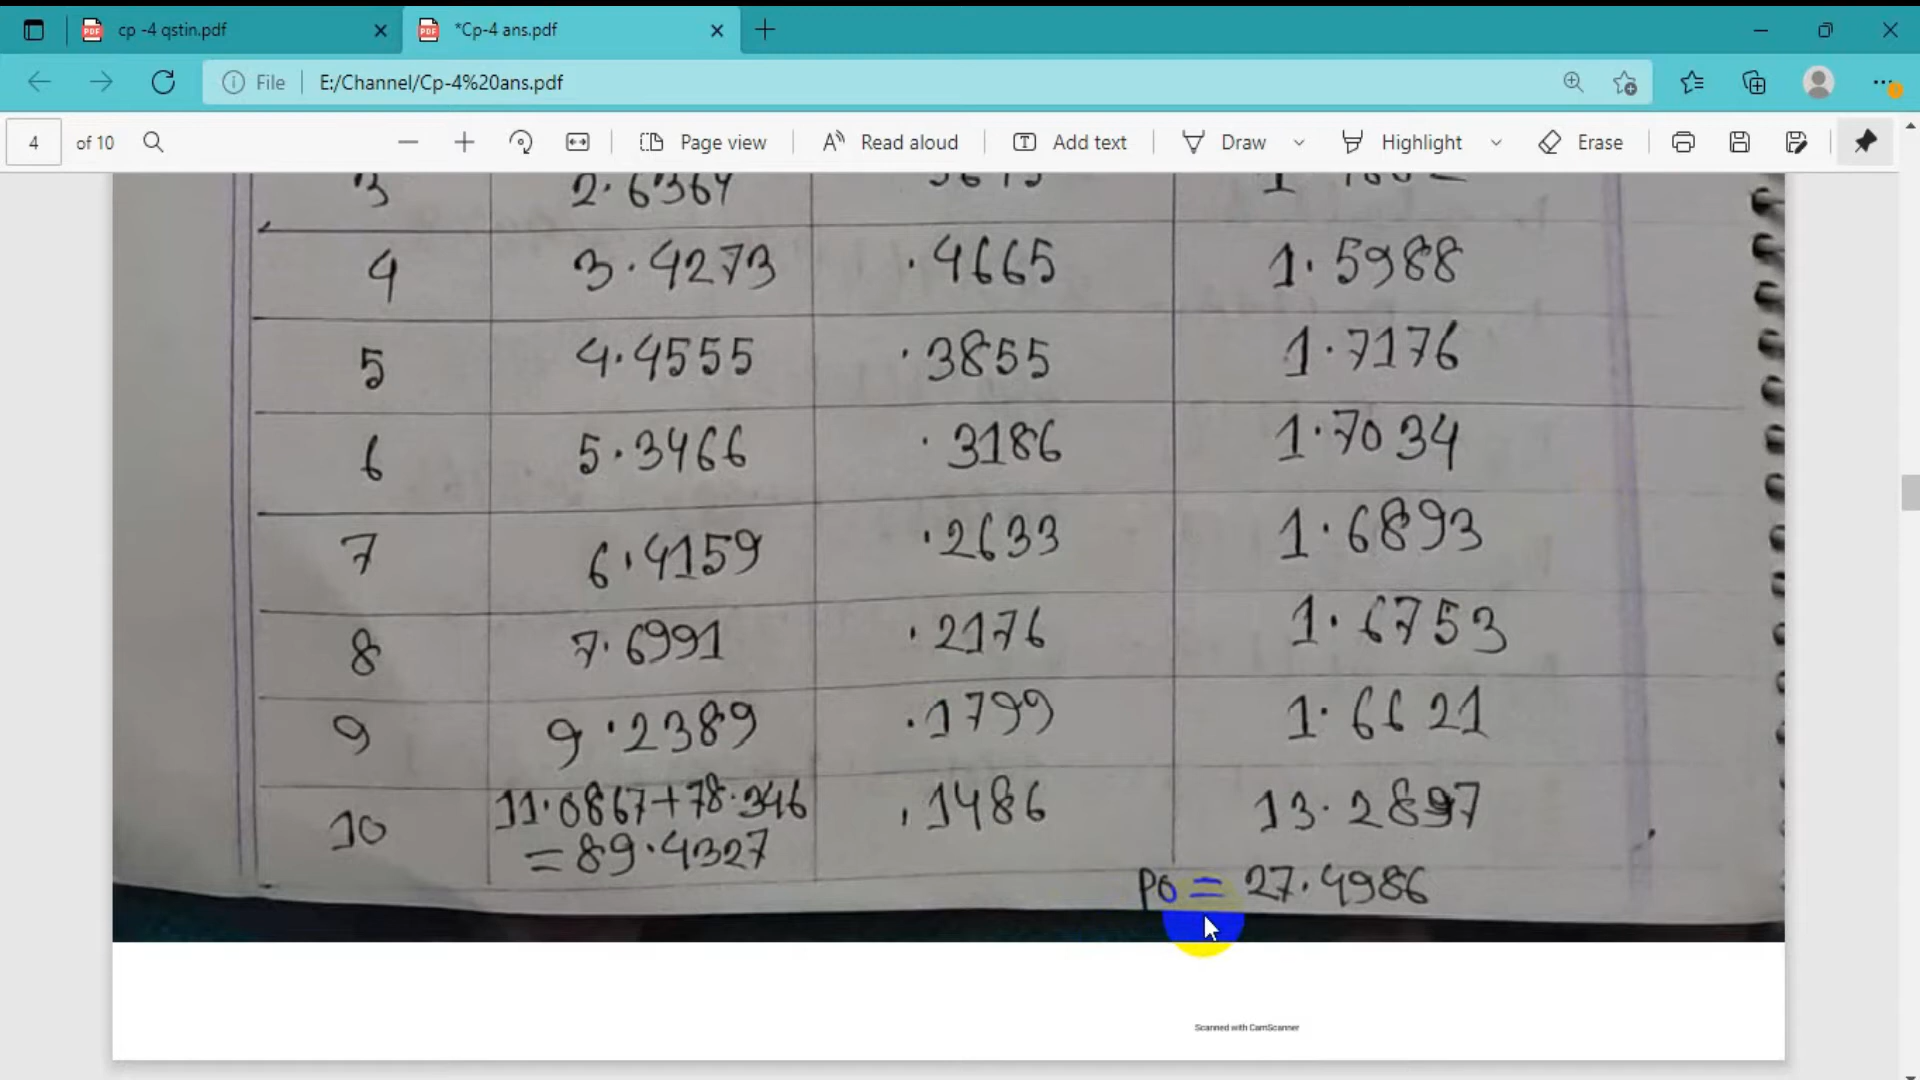 cp -4 qstin.pdf
*Cp-4 ans.pdf
File
E:/Channel/Cp-4%20ans.pdf
4 of 10
Page view
Read aloud
Add text
Draw
Highlight
Erase
3 2.6364
4 3.4273 .4665 1.5988
5 4.4555 .3855 1.7176
6 5.3466 .3186 1.7034
7 6.4159 .2633 1.6893
8 7.6991 .2176 1.6753
9 9.2389 .1799 1.6621
10 11.0867+78.346 .1486 13.2897
=89.4327
P0 = 27.4986
Scanned with CamScanner